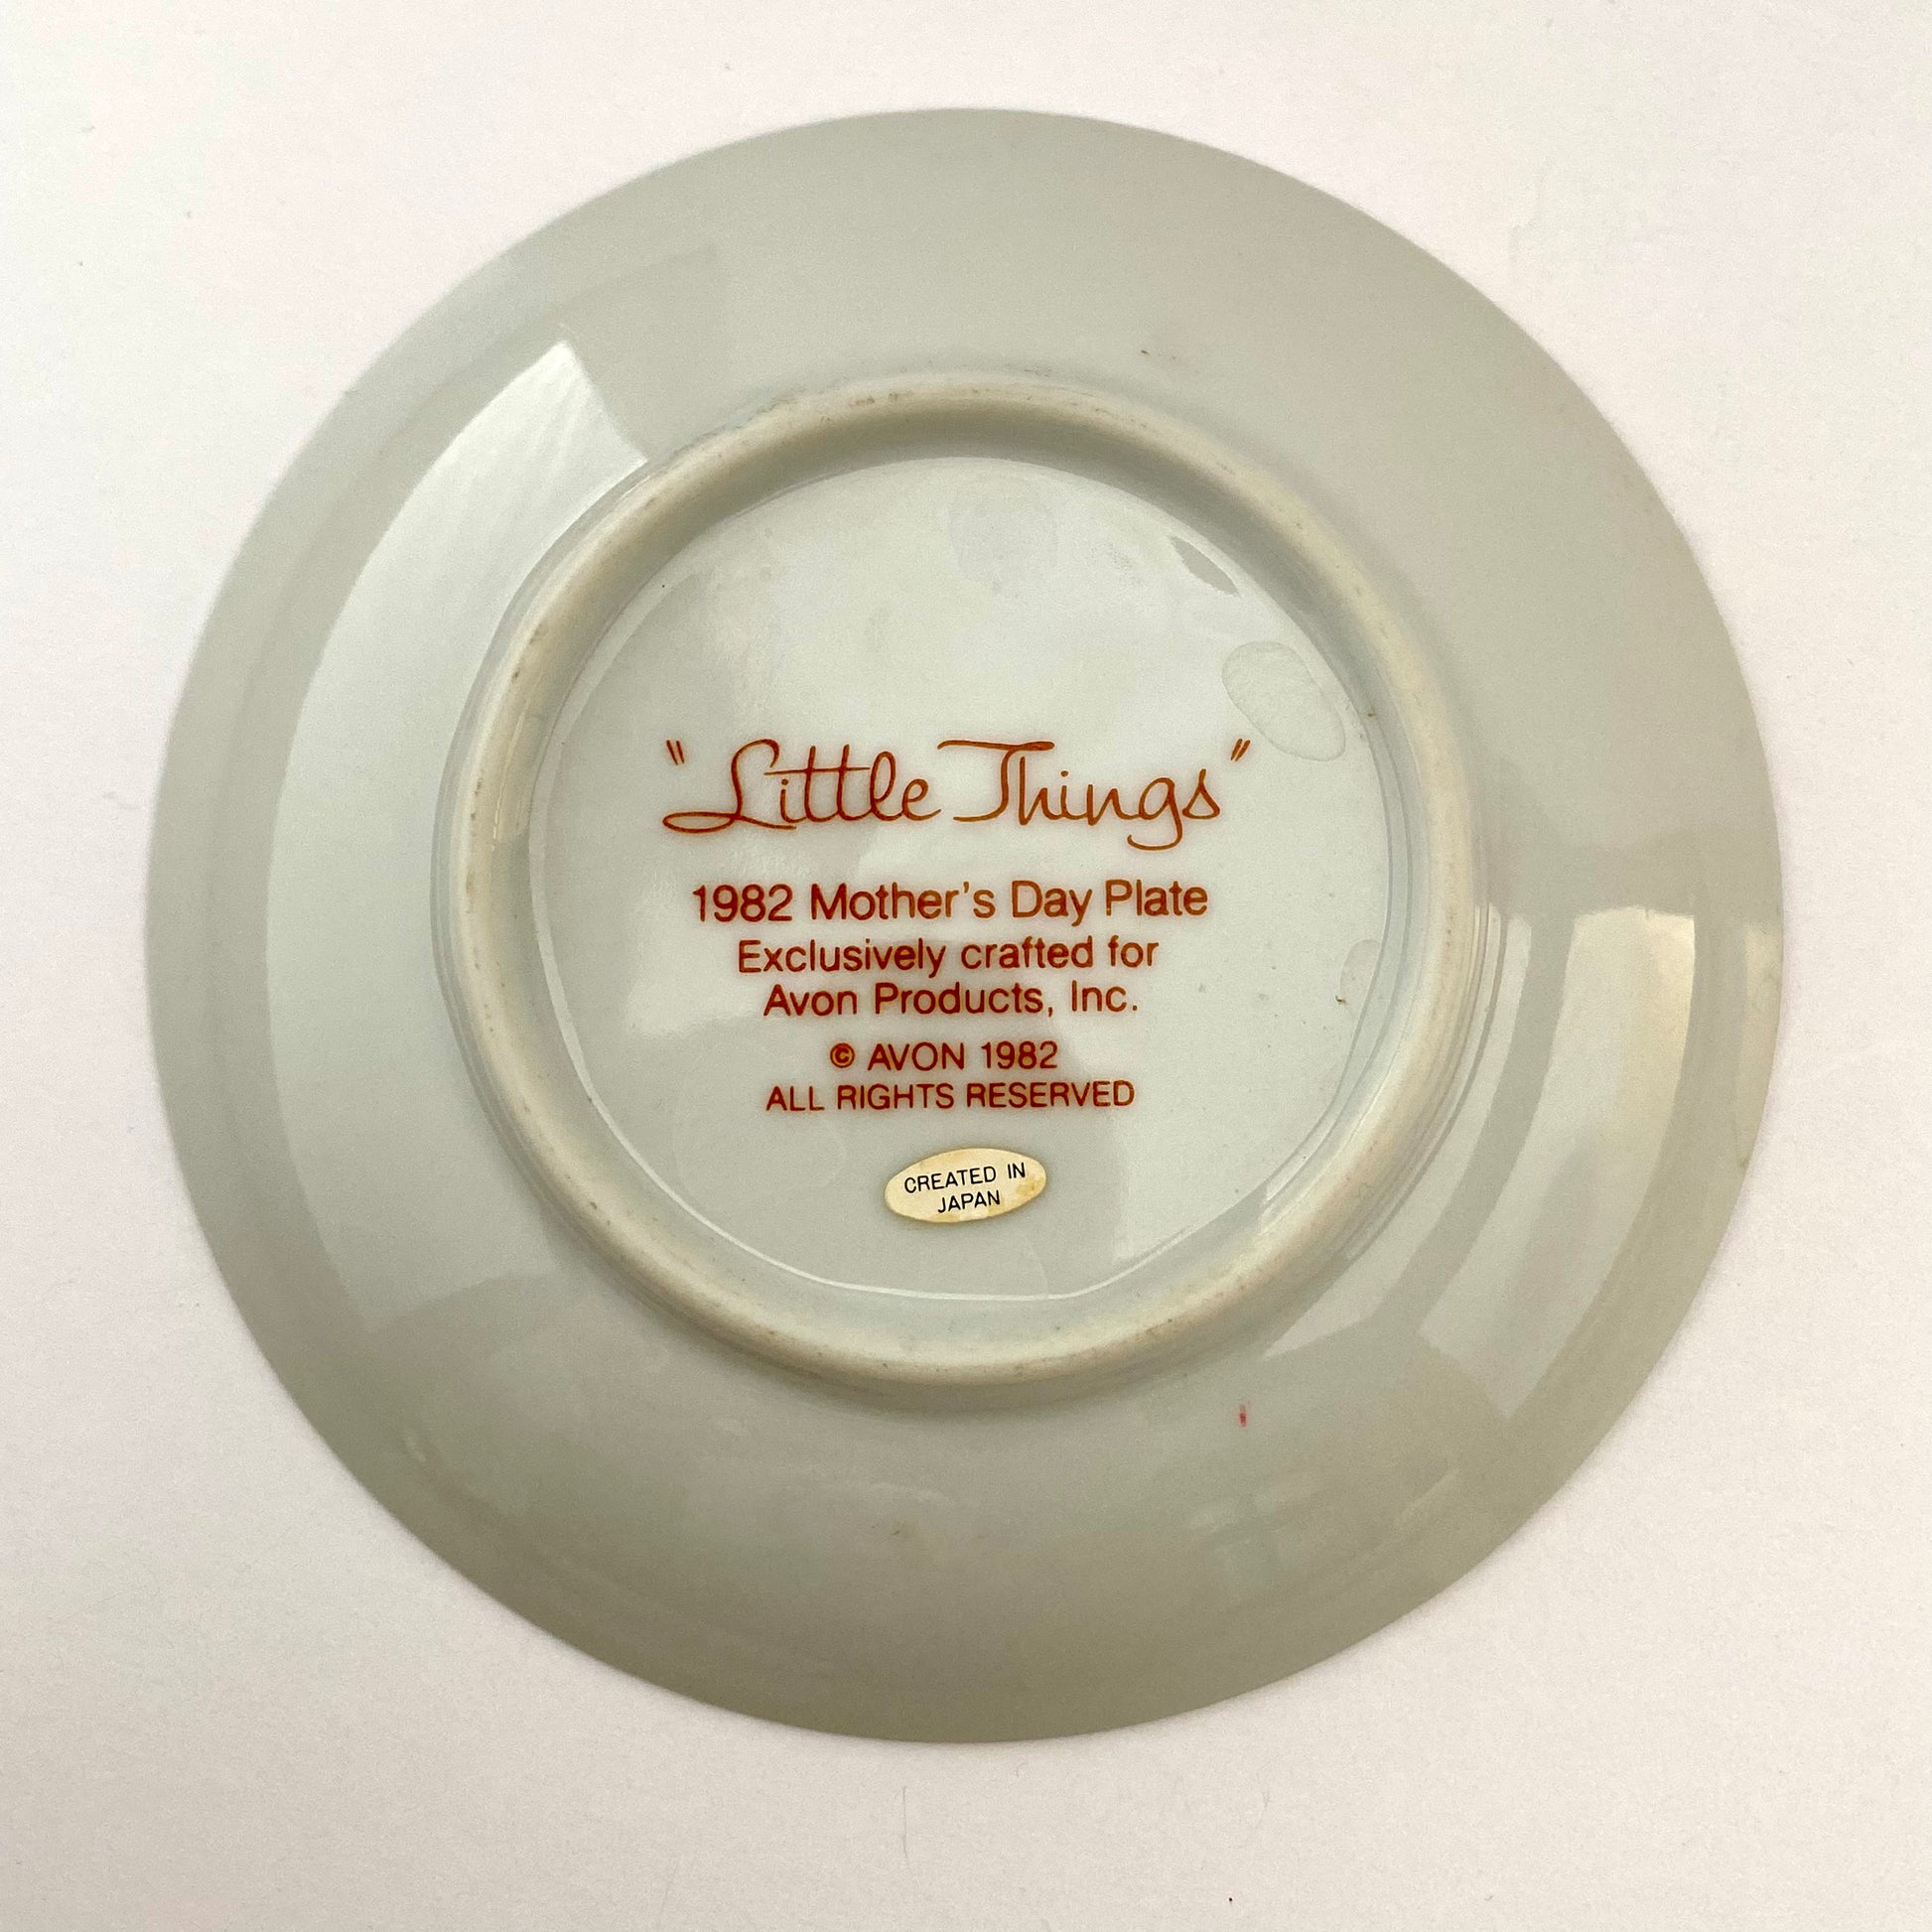 "Little Things"
1982 Mother's Day Plate
Exclusively crafted for
Avon Products, Inc.
© AVON 1982
ALL RIGHTS RESERVED
CREATED IN
JAPAN